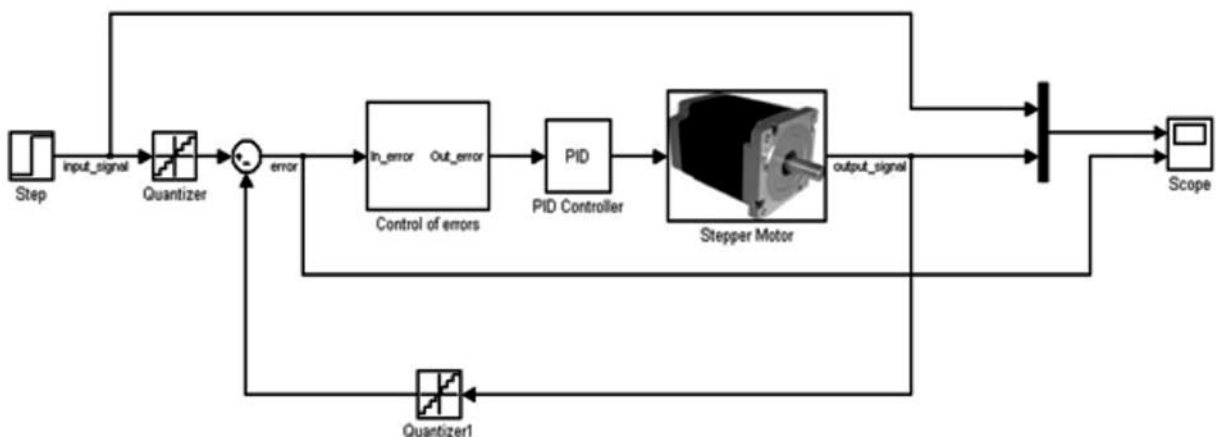 input_signal
Step
Quantizer
error
In_error
Out_error
Control of errors
PID
PID Controller
output_signal
Stepper Motor
Scope
Quantizer1